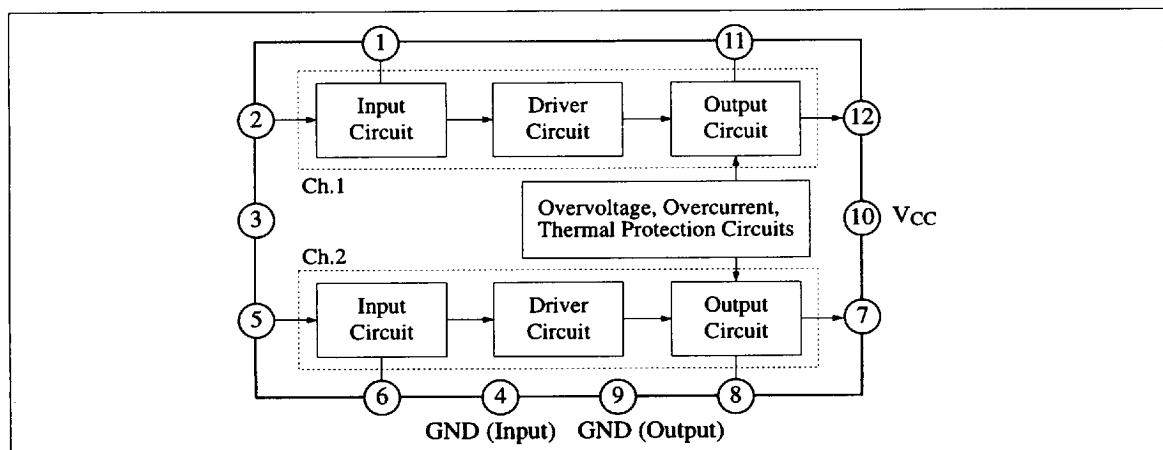 1 11
Input Circuit
Driver Circuit
Output Circuit
2 12
Ch.1
Overvoltage, Overcurrent,
Thermal Protection Circuits
3 10 VCC
Ch.2
Input Circuit
Driver Circuit
Output Circuit
5 7
6 4 9 8
GND (Input) GND (Output)